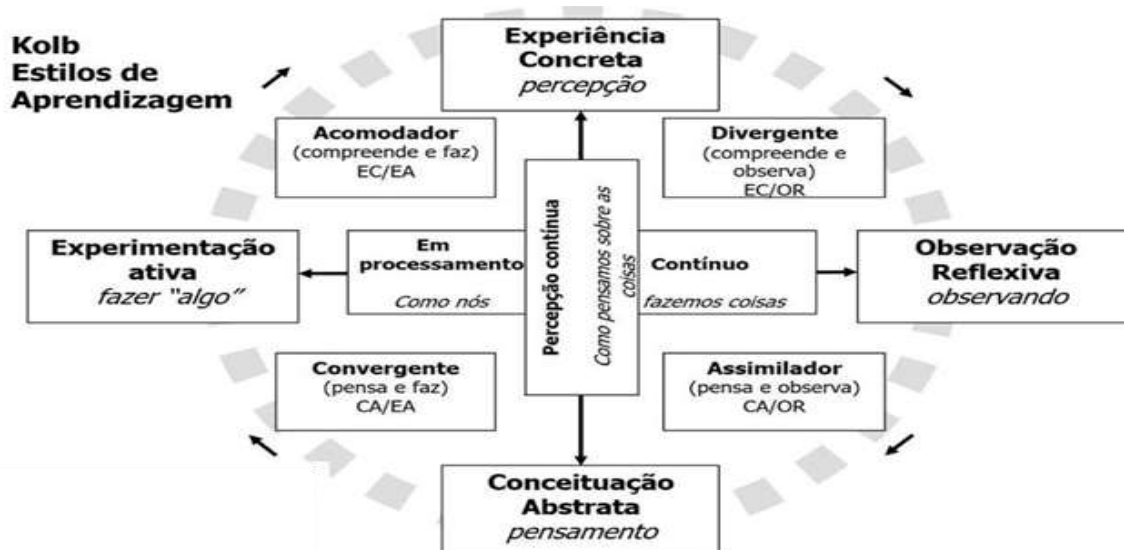 Kolb
Estilos de
Aprendizagem
Experiência
Concreta
percepção
Acomodador
(compreende e faz)
EC/EA
Divergente
(compreende e
observa)
EC/OR
Experimentação
ativa
fazer "algo"
Em
processamento
Como nós
Percepção contínua
Como pensamos sobre as
coisas
Contínuo
fazemos coisas
Observação
Reflexiva
observando
Convergente
(pensa e faz)
CA/EA
Assimilador
(pensa e observa)
CA/OR
Conceituação
Abstrata
pensamento